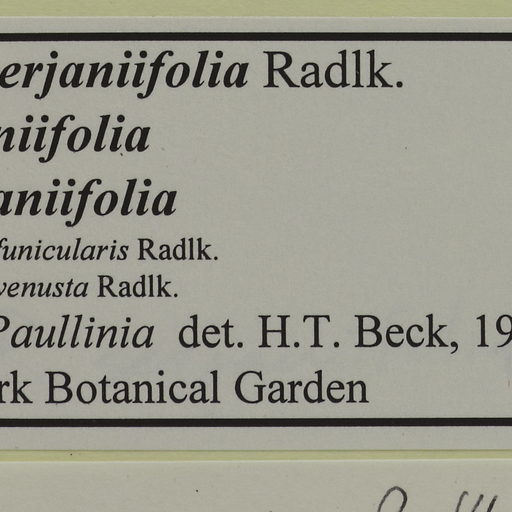 erjaniifolia Radlk.
niifolia
aniifolia
funicularis Radlk.
venusta Radlk.
Paullinia det. H.T. Beck, 19
rk Botanical Garden